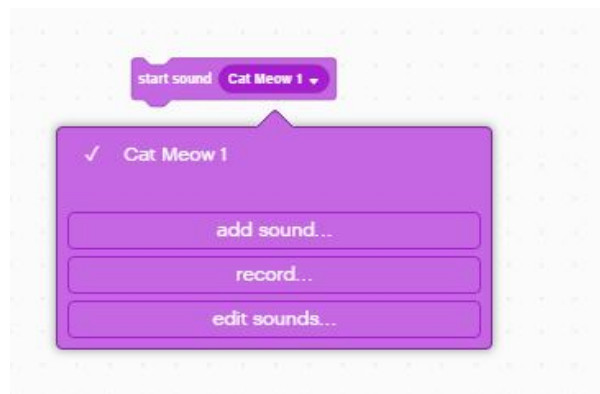 start sound Cat Meow 1
✓ Cat Meow 1
add sound...
record...
edit sounds...